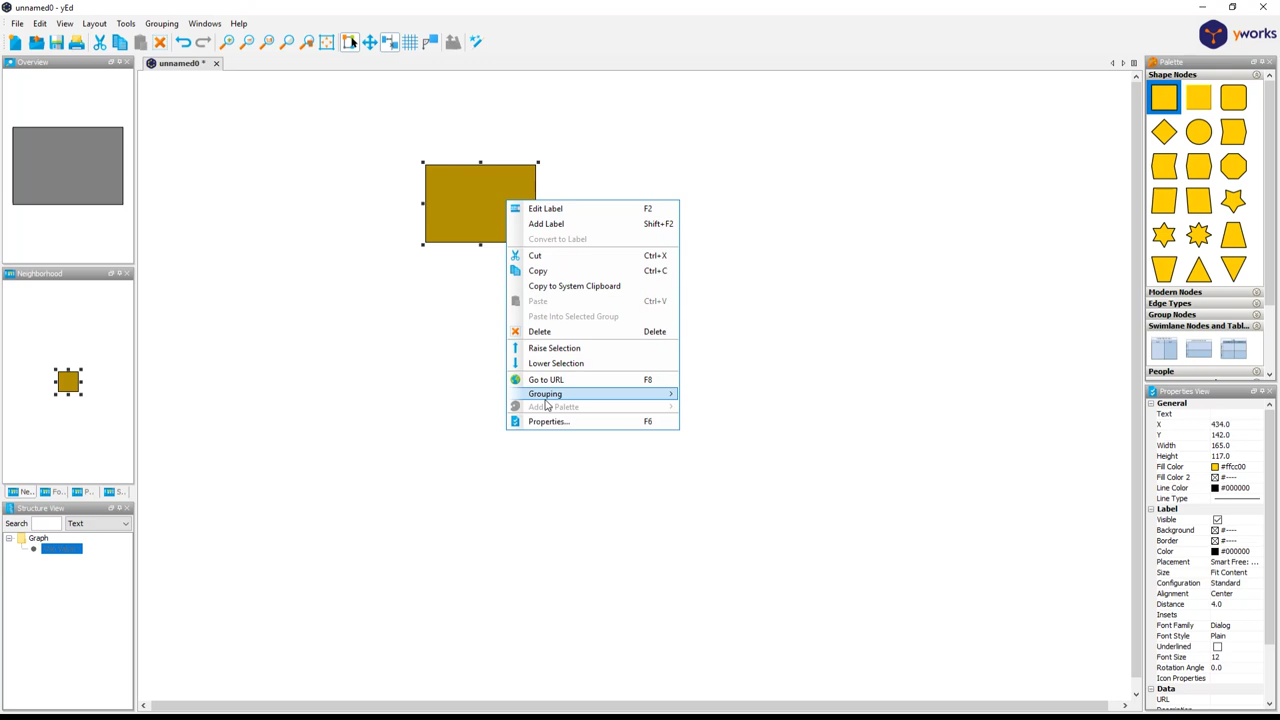 unnamed0 - yEd
File Edit View Layout Tools Grouping Windows Help
yworks
Overview
unnamed0 *
Palette
Shape Nodes
Edit Label F2
Add Label Shift+F2
Convert to Label
Cut Ctrl+X
Copy Ctrl+C
Copy to System Clipboard
Paste Ctrl+V
Paste Into Selected Group
Delete Delete
Raise Selection
Lower Selection
Go to URL F8
Grouping
Palette
Properties... F6
Neighborhood
Ne.. Fo.. P.. S..
Structure View
Search Text
Graph
Modern Nodes
Edge Types
Group Nodes
Swimlane Nodes and Tabl...
People
Properties View
General
Text
X 434.0
Y 142.0
Width 165.0
Height 117.0
Fill Color #ffcc00
Fill Color 2 #----
Line Color #000000
Line Type
Label
Visible
Background #----
Border #----
Color #000000
Placement Smart Free: ...
Size Fit Content
Configuration Standard
Alignment Center
Distance 4.0
Insets
Font Family Dialog
Font Style Plain
Underlined
Font Size 12
Rotation Angle 0.0
Icon Properties
Data
URL